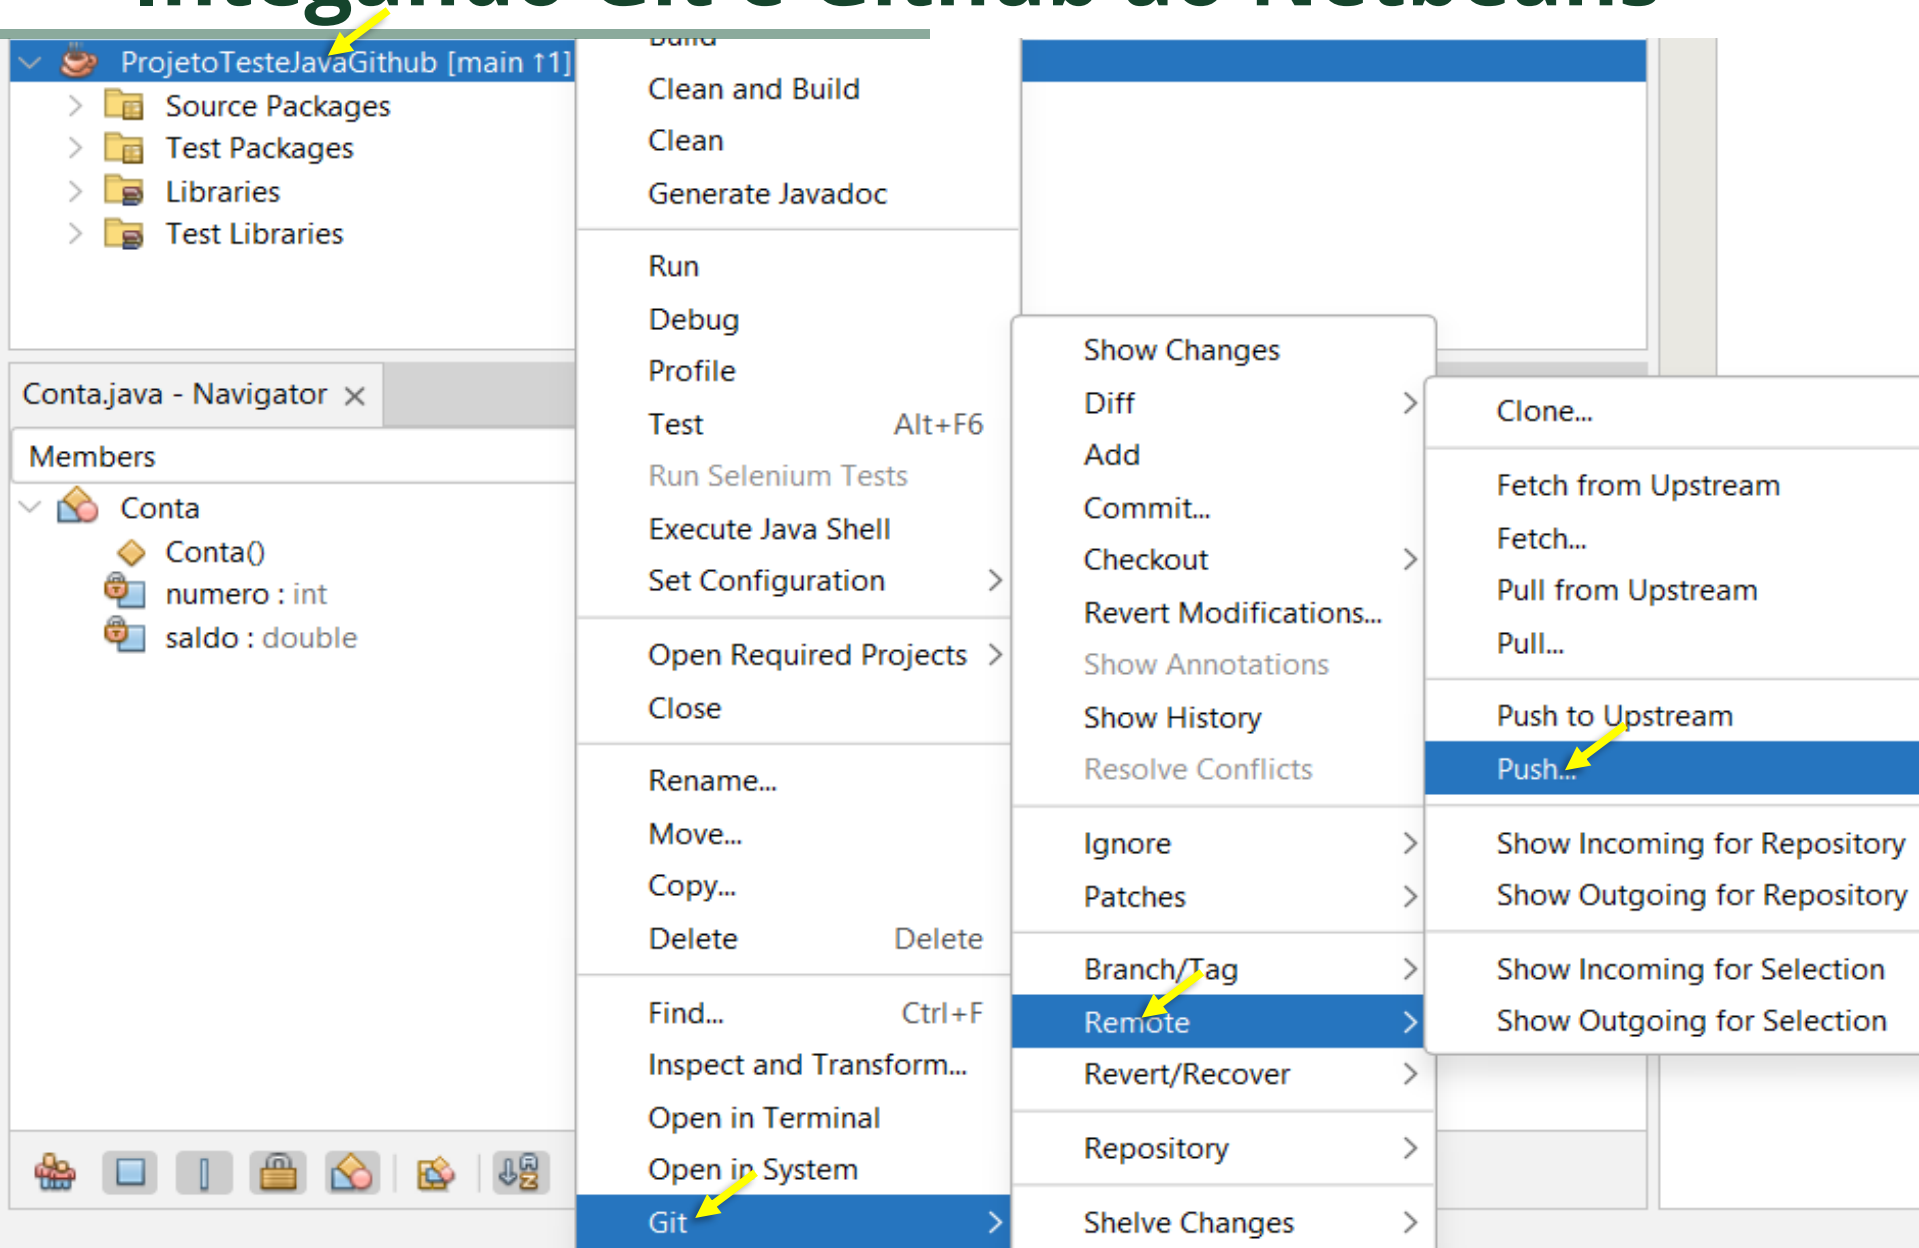 Integando Git e Github ao Netbeans
ProjetoTesteJavaGithub [main ↑1]
Source Packages
Test Packages
Libraries
Test Libraries
Conta.java - Navigator ×
Members
Conta
Conta()
numero : int
saldo : double
Build
Clean and Build
Clean
Generate Javadoc
Run
Debug
Profile
Test Alt+F6
Run Selenium Tests
Execute Java Shell
Set Configuration
Open Required Projects
Close
Rename...
Move...
Copy...
Delete Delete
Find... Ctrl+F
Inspect and Transform...
Open in Terminal
Open in System
Git
Show Changes
Diff
Add
Commit...
Checkout
Revert Modifications...
Show Annotations
Show History
Resolve Conflicts
Ignore
Patches
Branch/Tag
Remote
Revert/Recover
Repository
Shelve Changes
Clone...
Fetch from Upstream
Fetch...
Pull from Upstream
Pull...
Push to Upstream
Push...
Show Incoming for Repository
Show Outgoing for Repository
Show Incoming for Selection
Show Outgoing for Selection